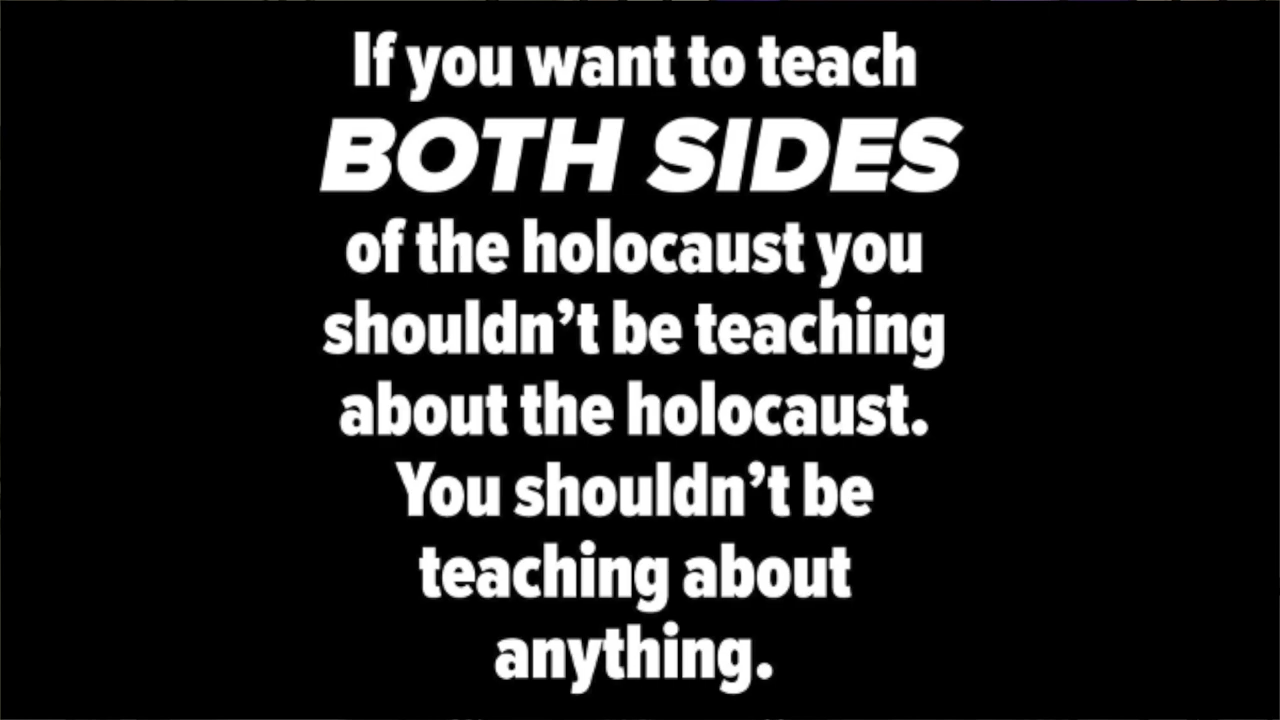 If you want to teach
BOTH SIDES
of the holocaust you
shouldn’t be teaching
about the holocaust.
You shouldn’t be
teaching about
anything.